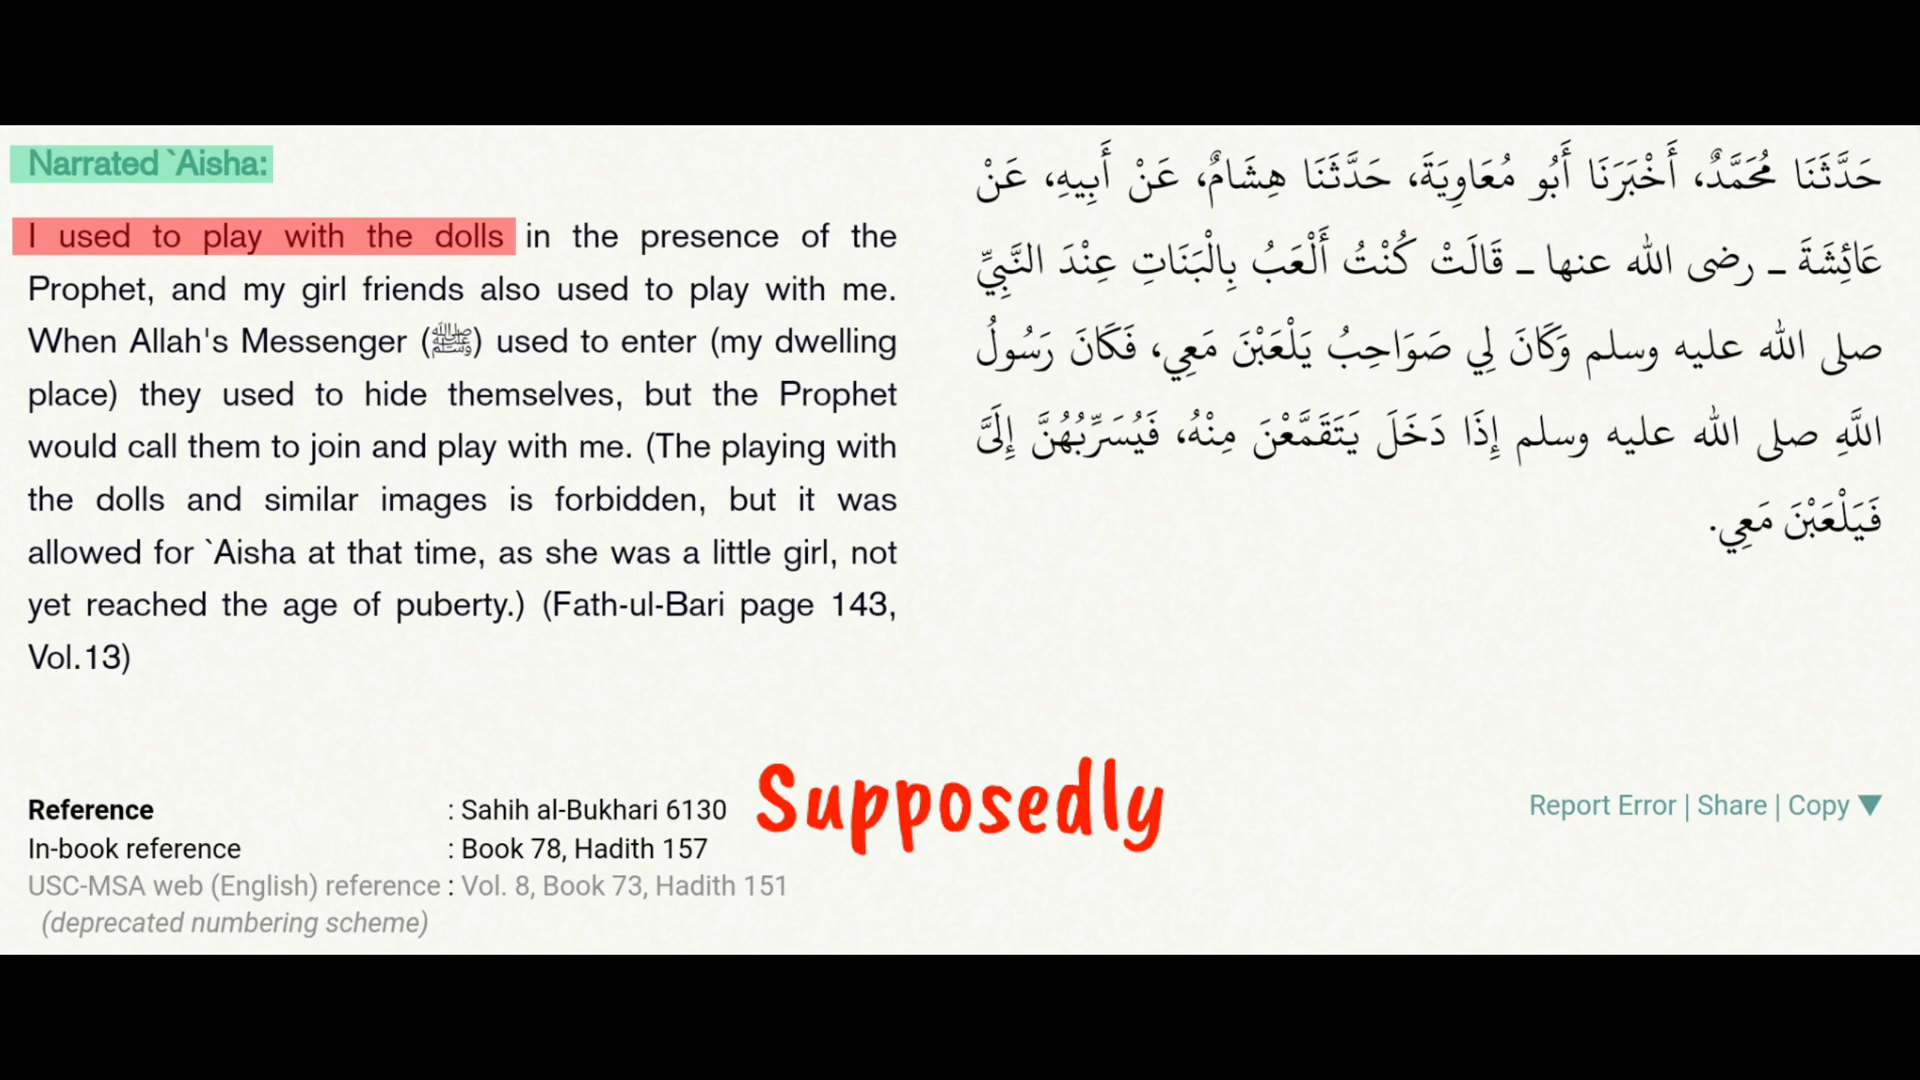 Narrated `Aisha:
I used to play with the dolls in the presence of the
Prophet, and my girl friends also used to play with me.
When Allah's Messenger (ﷺ) used to enter (my dwelling
place) they used to hide themselves, but the Prophet
would call them to join and play with me. (The playing with
the dolls and similar images is forbidden, but it was
allowed for `Aisha at that time, as she was a little girl, not
yet reached the age of puberty.) (Fath-ul-Bari page 143,
Vol.13)
حَدَّثَنَا مُحَمَّدٌ، أَخْبَرَنَا أَبُو مُعَاوِيَةَ، حَدَّثَنَا هِشَامٌ، عَنْ أَبِيهِ، عَنْ
عَائِشَةَ ـ رضى الله عنها ـ قَالَتْ كُنْتُ أَلْعَبُ بِالْبَنَاتِ عِنْدَ النَّبِيِّ
صلى الله عليه وسلم وَكَانَ لِي صَوَاحِبُ يَلْعَبْنَ مَعِي، فَكَانَ رَسُولُ
اللَّهِ صلى الله عليه وسلم إِذَا دَخَلَ يَتَقَمَّعْنَ مِنْهُ، فَيُسَرِّبُهُنَّ إِلَىَّ
فَيَلْعَبْنَ مَعِي.
Reference : Sahih al-Bukhari 6130
In-book reference : Book 78, Hadith 157
USC-MSA web (English) reference : Vol. 8, Book 73, Hadith 151
(deprecated numbering scheme)
Supposedly
Report Error | Share | Copy ▼